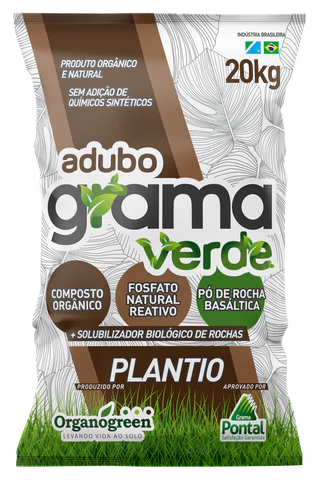 INDÚSTRIA BRASILEIRA
20kg
PRODUTO ORGÂNICO
E NATURAL
SEM ADIÇÃO DE
QUÍMICOS SINTÉTICOS
adubo
grama
verde
COMPOSTO
ORGÂNICO
FOSFATO
NATURAL
REATIVO
PÓ DE ROCHA
BASÁLTICA
+ SOLUBILIZADOR BIOLÓGICO DE ROCHAS
PLANTIO
PRODUZIDO POR
APROVADO POR
Organogreen
LEVANDO VIDA AO SOLO
Grama
Pontal
Satisfação Garantida